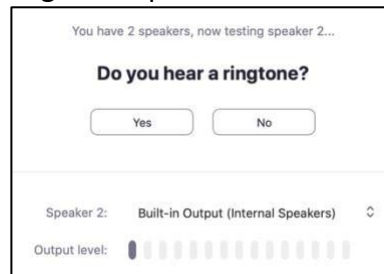 You have 2 speakers, now testing speaker 2...
Do you hear a ringtone?
Yes No
Speaker 2: Built-in Output (Internal Speakers)
Output level: